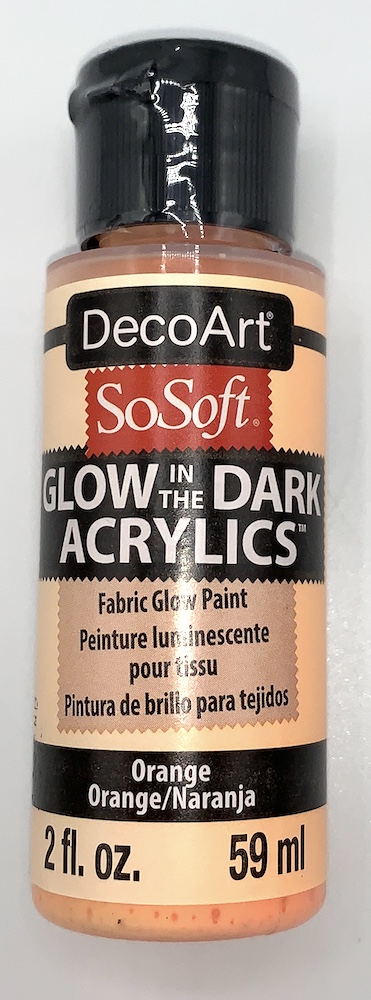 DecoArt®
SoSoft®
GLOW IN THE DARK
ACRYLICS™
Fabric Glow Paint
Peinture luminescente
pour tissu
Pintura de brillo para tejidos
Orange
Orange/Naranja
2 fl. oz. 59 ml